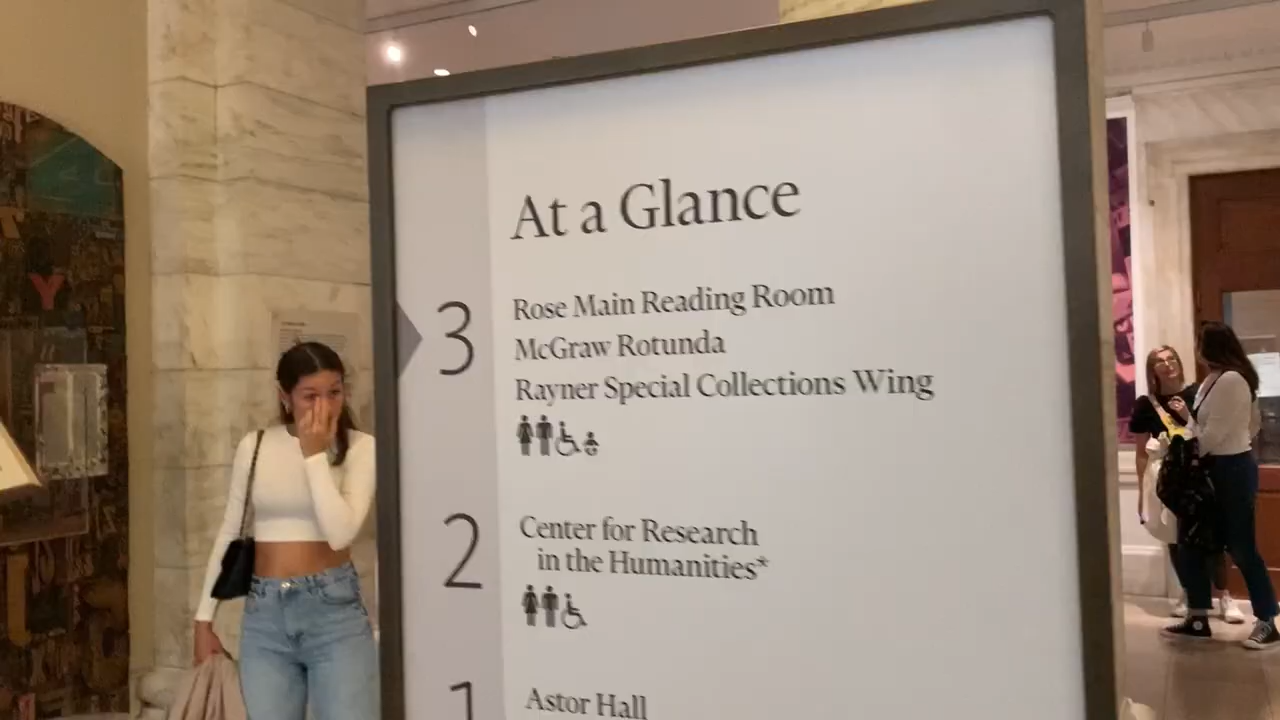 At a Glance
3
Rose Main Reading Room
McGraw Rotunda
Rayner Special Collections Wing
2
Center for Research
in the Humanities*
1
Astor Hall
Y